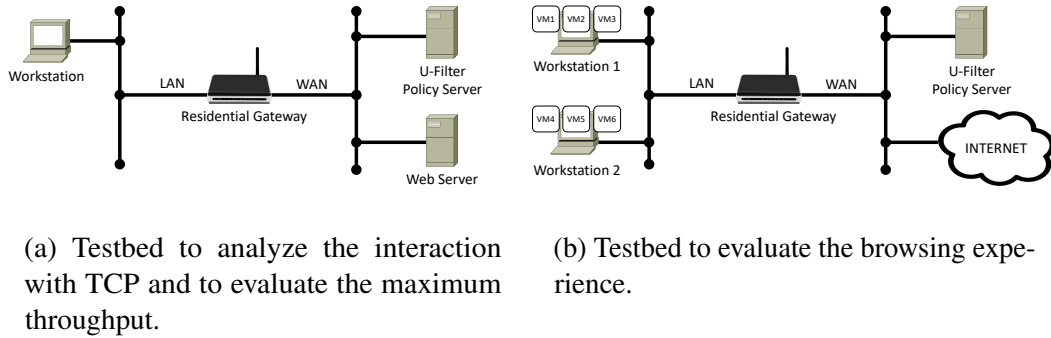 Workstation
LAN
WAN
Residential Gateway
U-Filter
Policy Server
Web Server
(a) Testbed to analyze the interaction
with TCP and to evaluate the maximum
throughput.
VM1 VM2 VM3
Workstation 1
VM4 VM5 VM6
Workstation 2
LAN
WAN
Residential Gateway
U-Filter
Policy Server
INTERNET
(b) Testbed to evaluate the browsing expe-
rience.